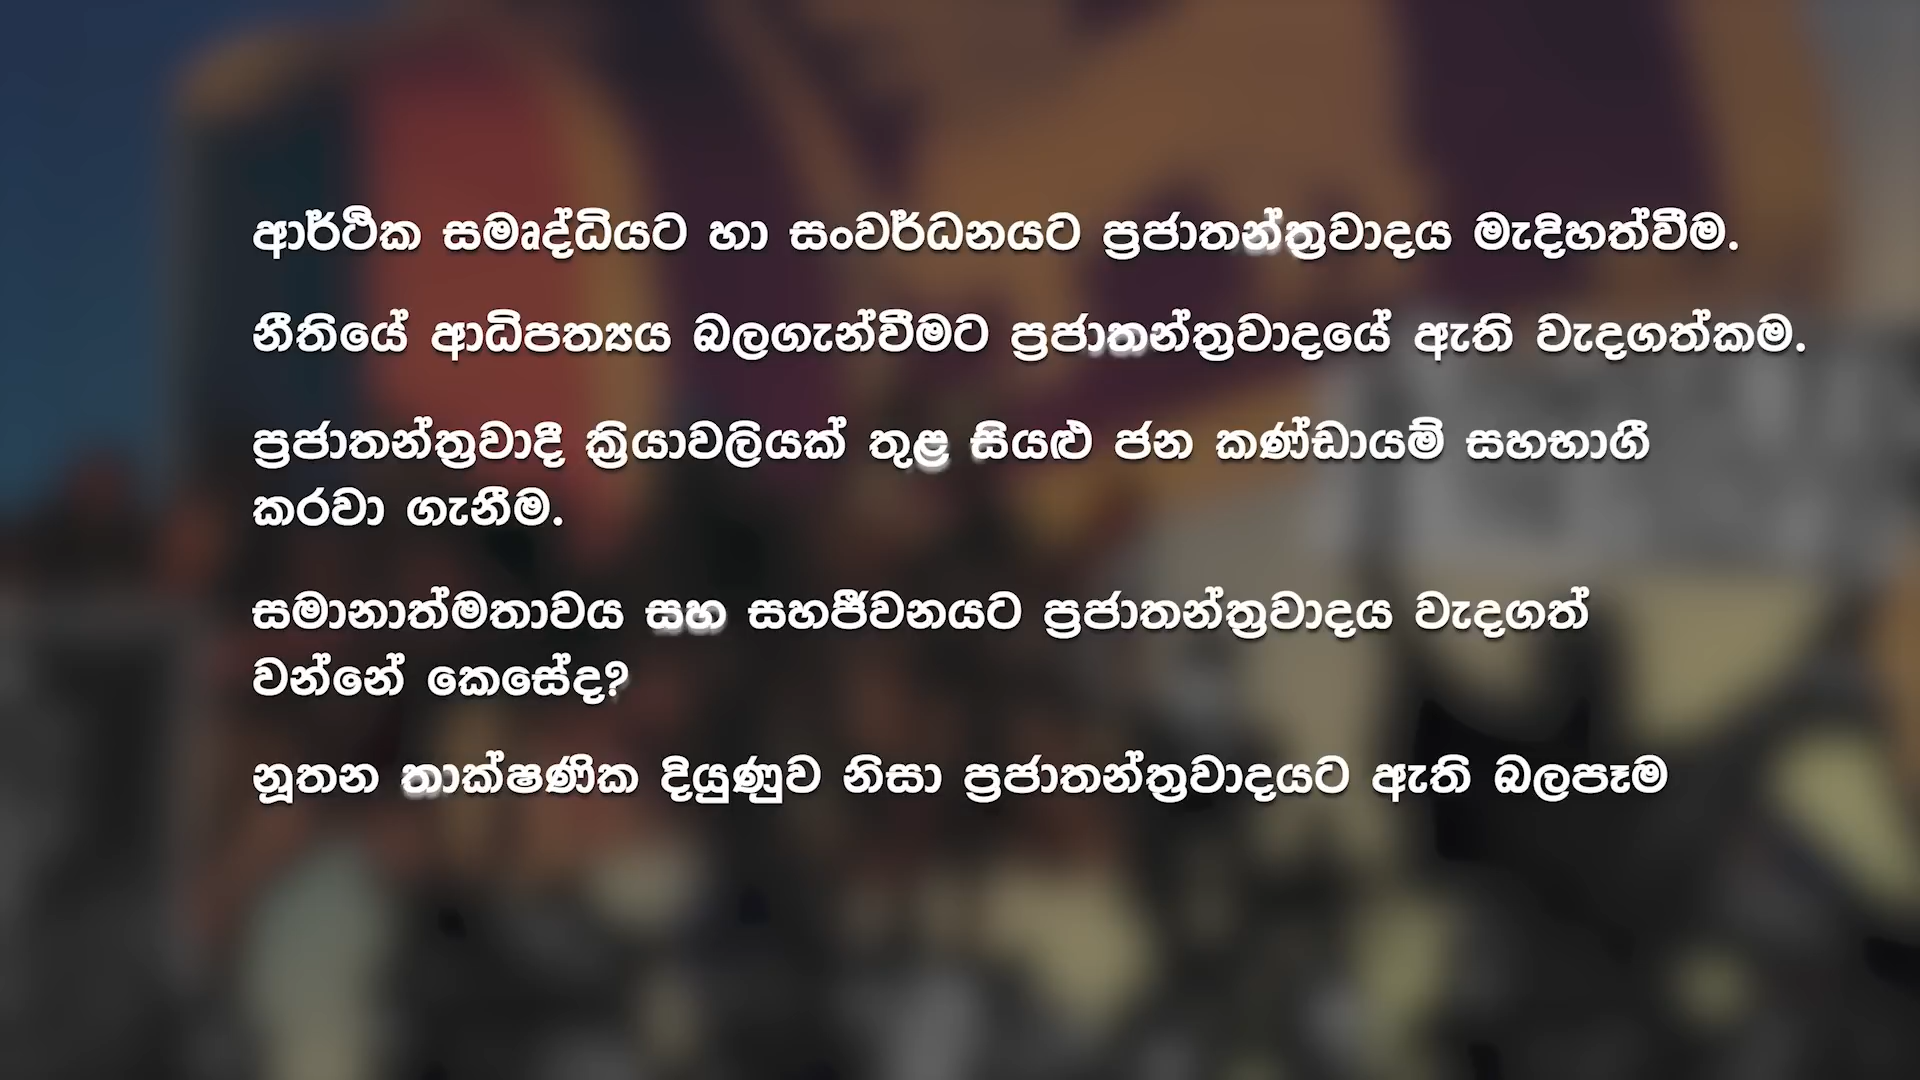 ආර්ථික සමෘද්ධියට හා සංවර්ධනයට ප්‍රජාතන්ත්‍රවාදය මැදිහත්වීම.
නීතියේ ආධිපත්‍යය බලගැන්වීමට ප්‍රජාතන්ත්‍රවාදයේ ඇති වැදගත්කම.
ප්‍රජාතන්ත්‍රවාදී ක්‍රියාවලියක් තුළ සියළු ජන කණ්ඩායම් සහභාගී
කරවා ගැනීම.
සමානාත්මතාවය සහ සහජීවනයට ප්‍රජාතන්ත්‍රවාදය වැදගත්
වන්නේ කෙසේද?
නූතන තාක්ෂණික දියුණුව නිසා ප්‍රජාතන්ත්‍රවාදයට ඇති බලපෑම